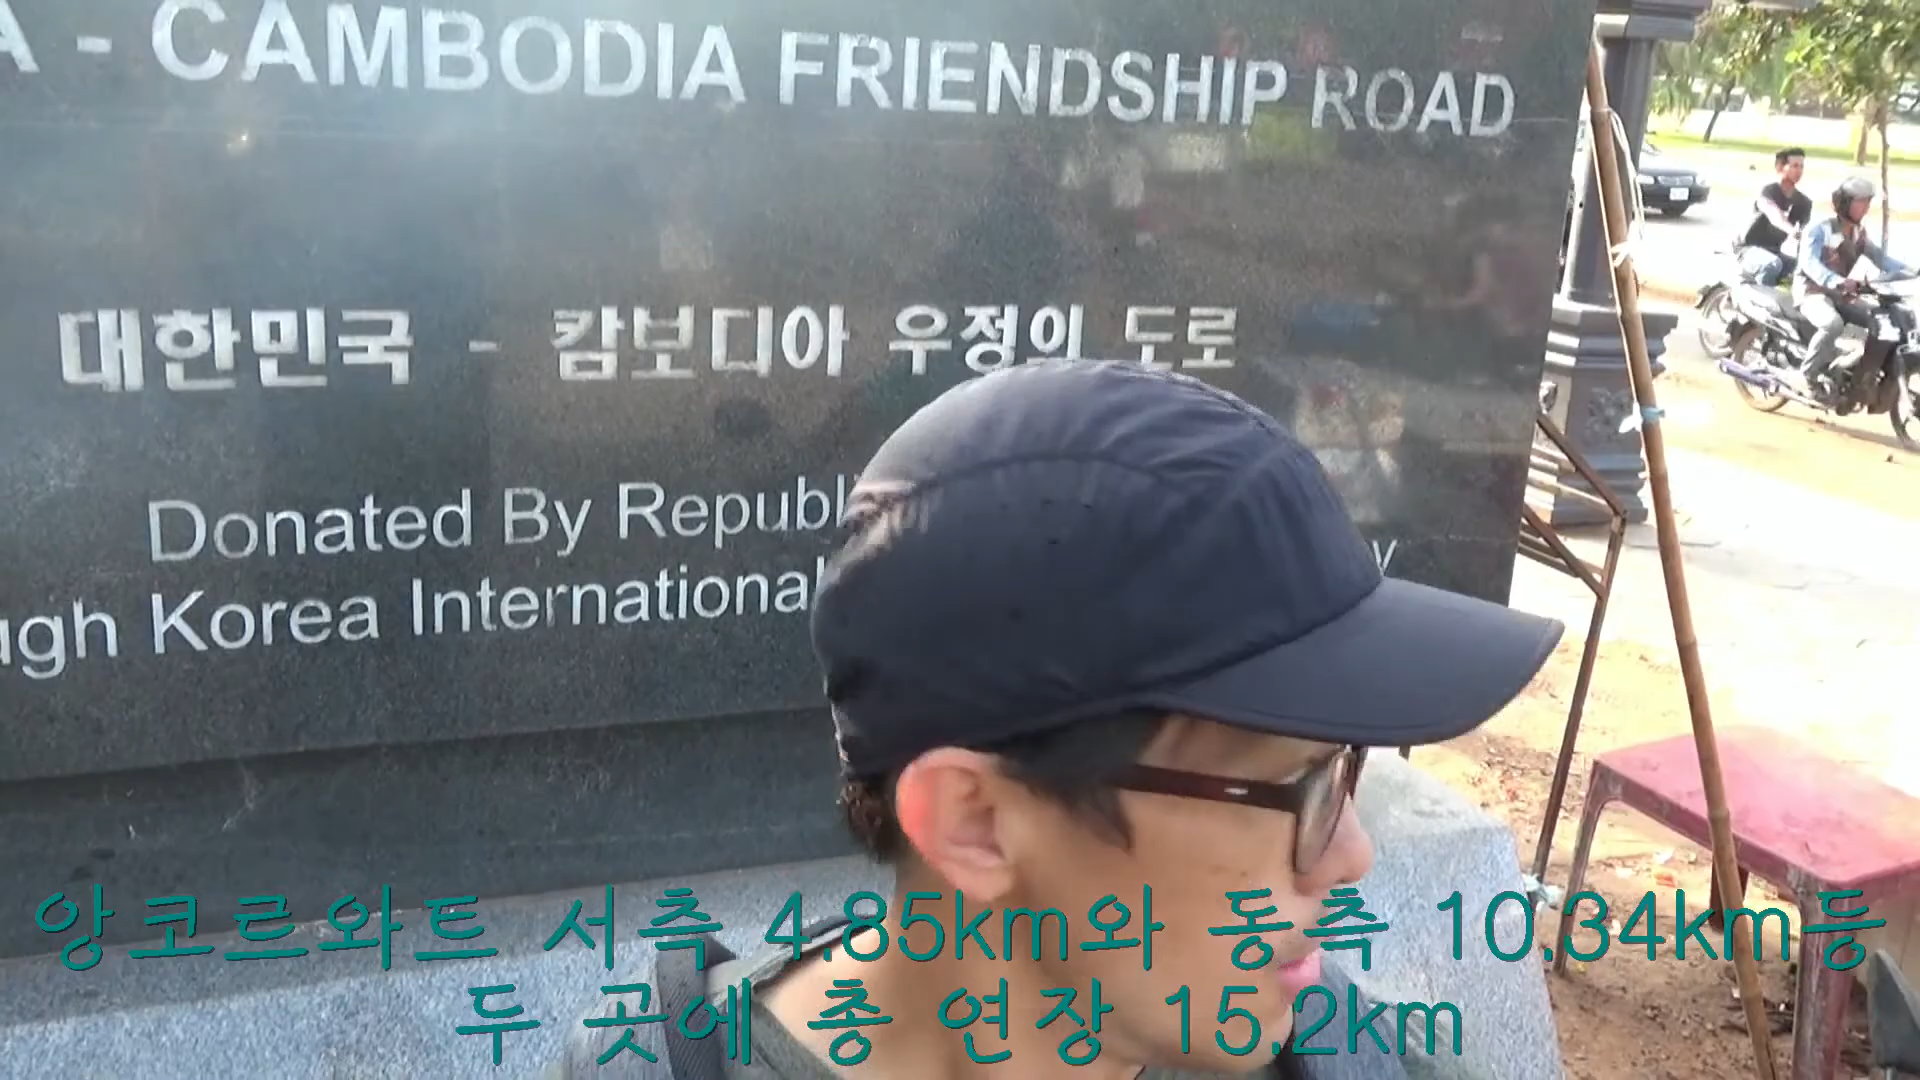 - CAMBODIA FRIENDSHIP ROAD
대한민국 - 캄보디아 우정의 도로
Donated By
Korea International
앙코르와트 서측 4.85km와 동측 10.34km등
두 곳에 총 연장 15.2km